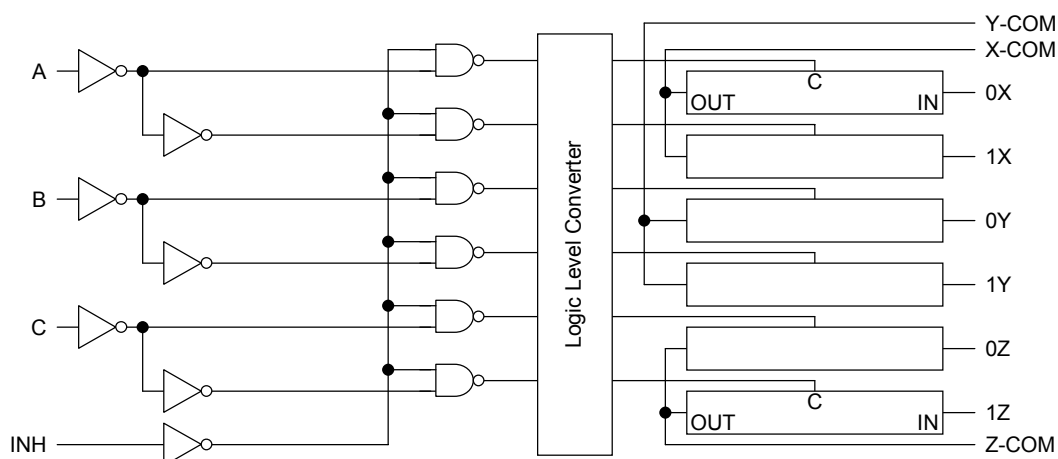 Y-COM
X-COM
A
C
OUT
IN
0X
1X
B
Logic Level Converter
0Y
1Y
C
0Z
C
OUT
IN
1Z
INH
Z-COM